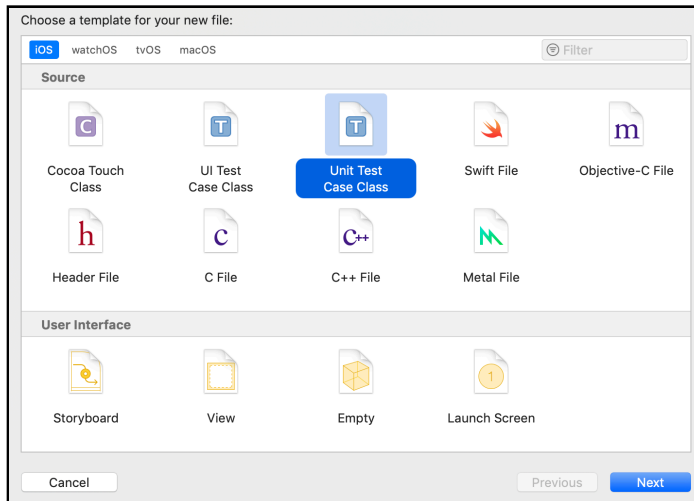 Choose a template for your new file:
iOS watchOS tvOS macOS Filter
Source
C T T m
Cocoa Touch Class
UI Test Case Class
Unit Test Case Class
Swift File
Objective-C File
h c C++
Header File
C File
C++ File
Metal File
User Interface
1
Storyboard View Empty Launch Screen
Cancel Previous Next